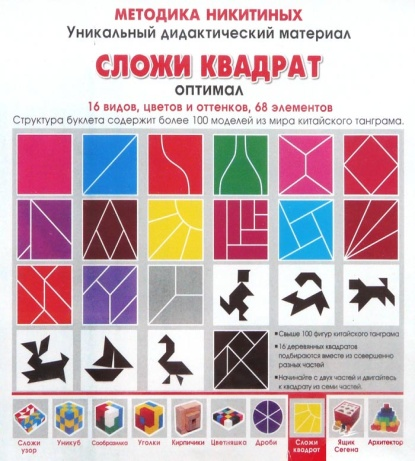 МЕТОДИКА НИКИТИНЫХ
Уникальный дидактический материал
СЛОЖИ КВАДРАТ
оптимал
16 видов, цветов и оттенков, 68 элементов
Структура буклета содержит более 100 моделей из мира китайского танграма.
Свыше 100 фигур китайского танграма
16 деревянных квадратов
подбираются вместе из совершенно
разных частей
Начинайте с двух частей и двигайтесь
к квадрату из семи частей
Сложи узор
Уникуб
Сообразилка
Уголки
Кирпичики
Цветняшка
Дроби
Сложи квадрат
Ящик Сегена
Архитектор